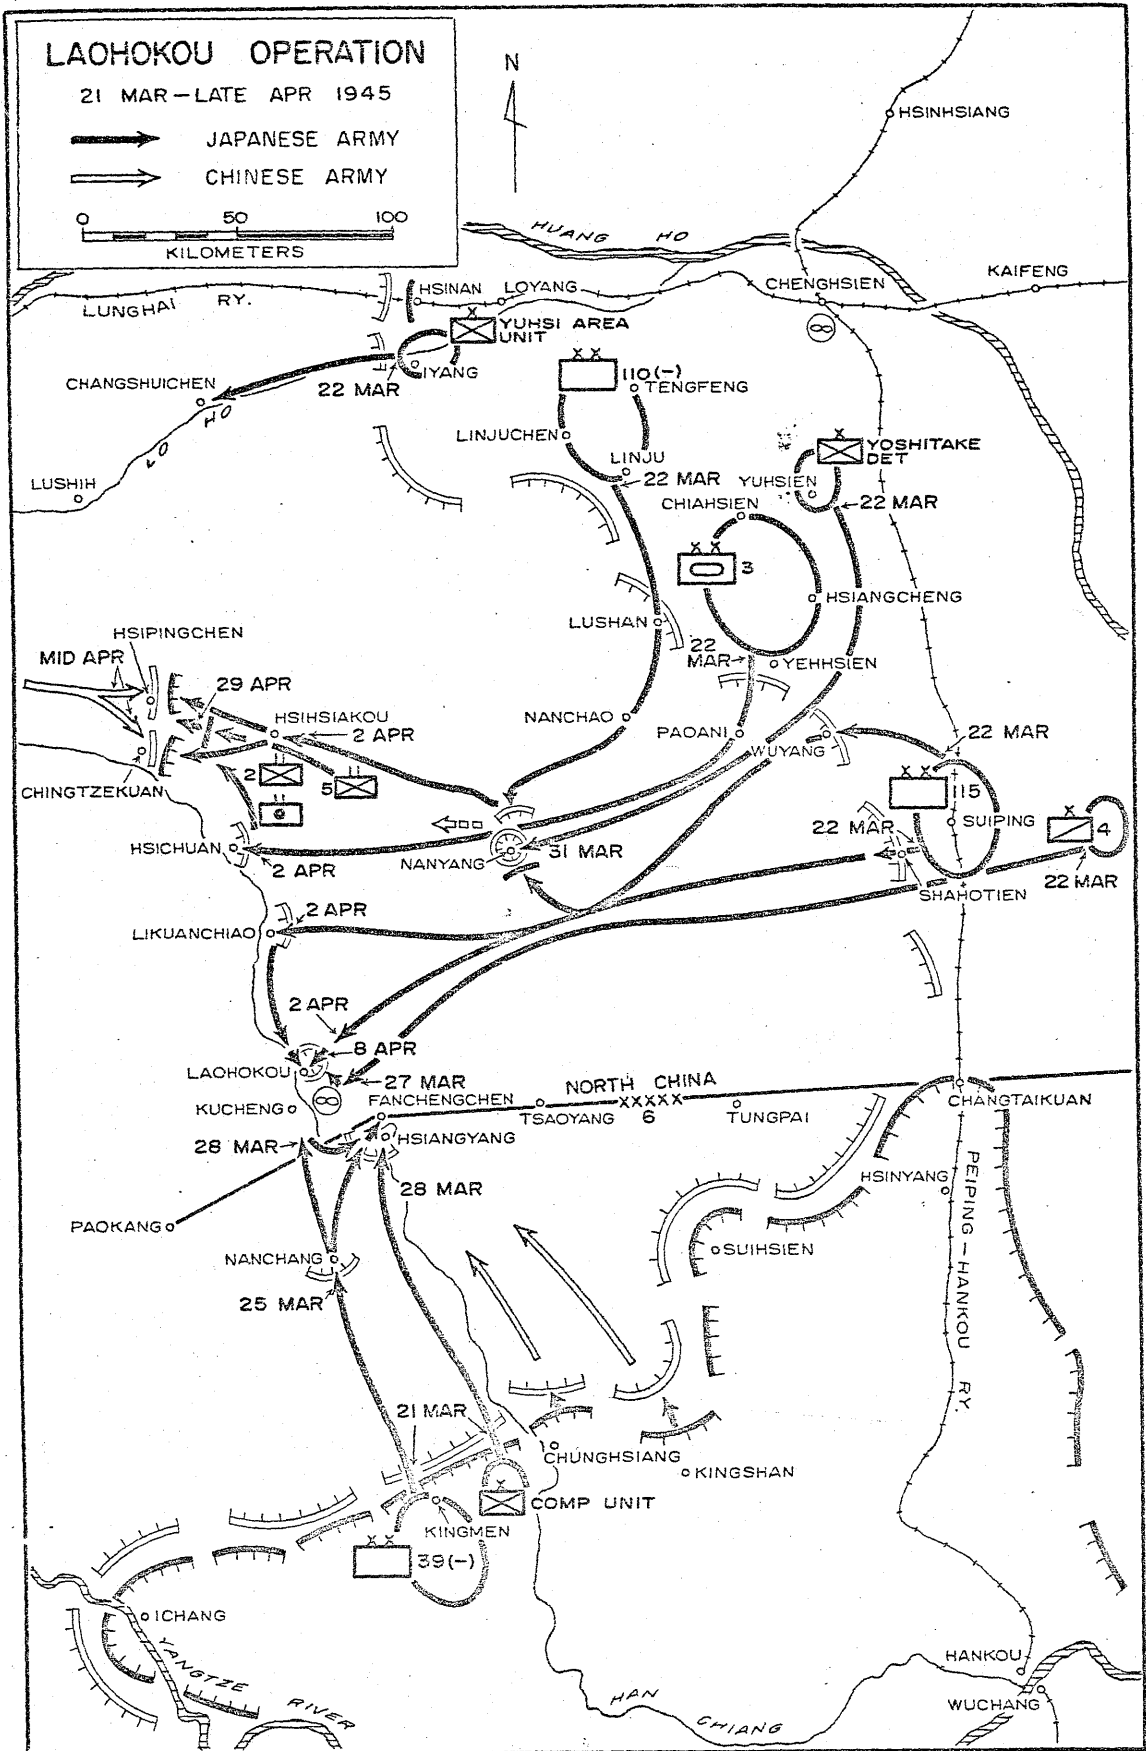 LAOHOKOU OPERATION
21 MAR — LATE APR 1945
JAPANESE ARMY
CHINESE ARMY
0 50 100
KILOMETERS
N
HSINHSIANG
HUANG HO
KAIFENG
CHENGHSIEN
LUNGHAI RY.
HSINAN
LOYANG
YUHSI AREA
UNIT
IYANG
22 MAR
CHANGSHUICHEN
LO HO
LUSHIH
110(-)
TENGFENG
LINJUCHEN
LINJU
22 MAR
YOSHITAKE
DET
YUHSIEN
22 MAR
CHIAHSIEN
3
HSIANGCHENG
LUSHAN
22
MAR
YEHHSIEN
HSIPINGCHEN
MID APR
29 APR
HSIHSIAKOU
2 APR
NANCHAO
PAOANI
WUYANG
22 MAR
2
5
CHINGTZEKUAN
115
SUIPING
4
22 MAR
22 MAR
HSICHUAN
2 APR
NANYANG
31 MAR
SHAHOTIEN
2 APR
LIKUANCHIAO
2 APR
8 APR
LAOHOKOU
27 MAR
KUCHENG
FANCHENGCHEN
NORTH CHINA
XXXXX
6
TSAOYANG
TUNGPAI
CHANGTAIKUAN
28 MAR
HSIANGYANG
28 MAR
HSINYANG
PEIPING — HANKOU RY.
PAOKANG
NANCHANG
25 MAR
SUIHSIEN
21 MAR
CHUNGHSIANG
KINGSHAN
COMP UNIT
KINGMEN
39(-)
ICHANG
YANGTZE RIVER
HAN CHIANG
HANKOU
WUCHANG